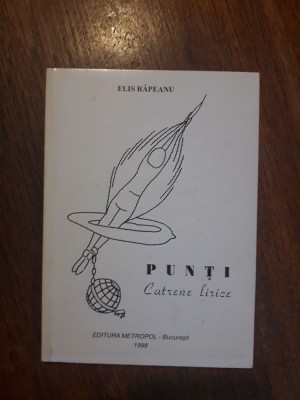 ELIS RÂPEANU
PUNȚI
Catrene lirice
EDITURA METROPOL - București
1998